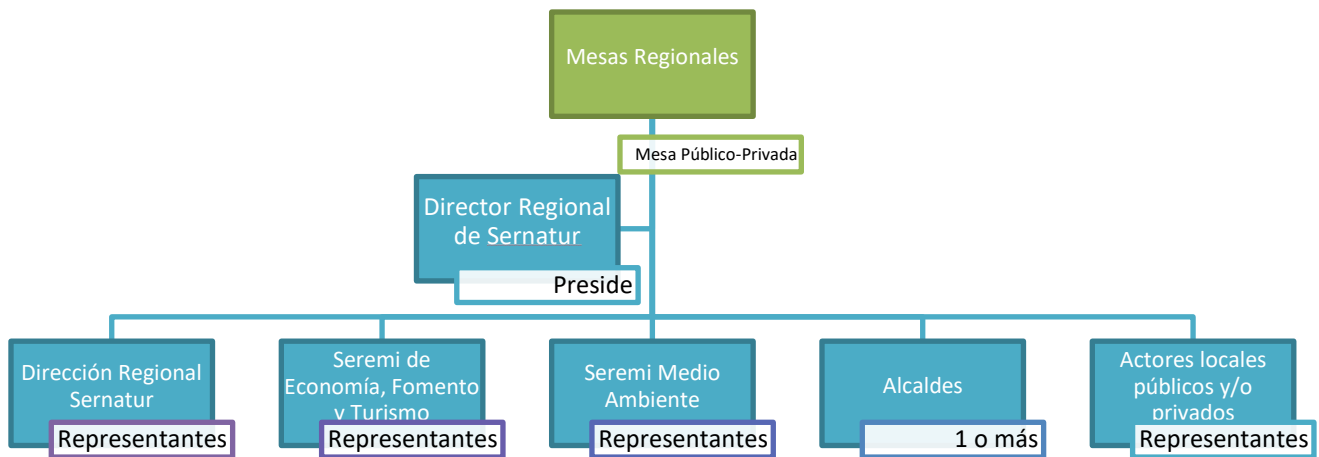 Mesas Regionales
Mesa Público-Privada
Director Regional
de Sernatur
Preside
Dirección Regional
Sernatur
Representantes
Seremi de
Economía, Fomento
y Turismo
Representantes
Seremi Medio
Ambiente
Representantes
Alcaldes
1 o más
Actores locales
públicos y/o
privados
Representantes